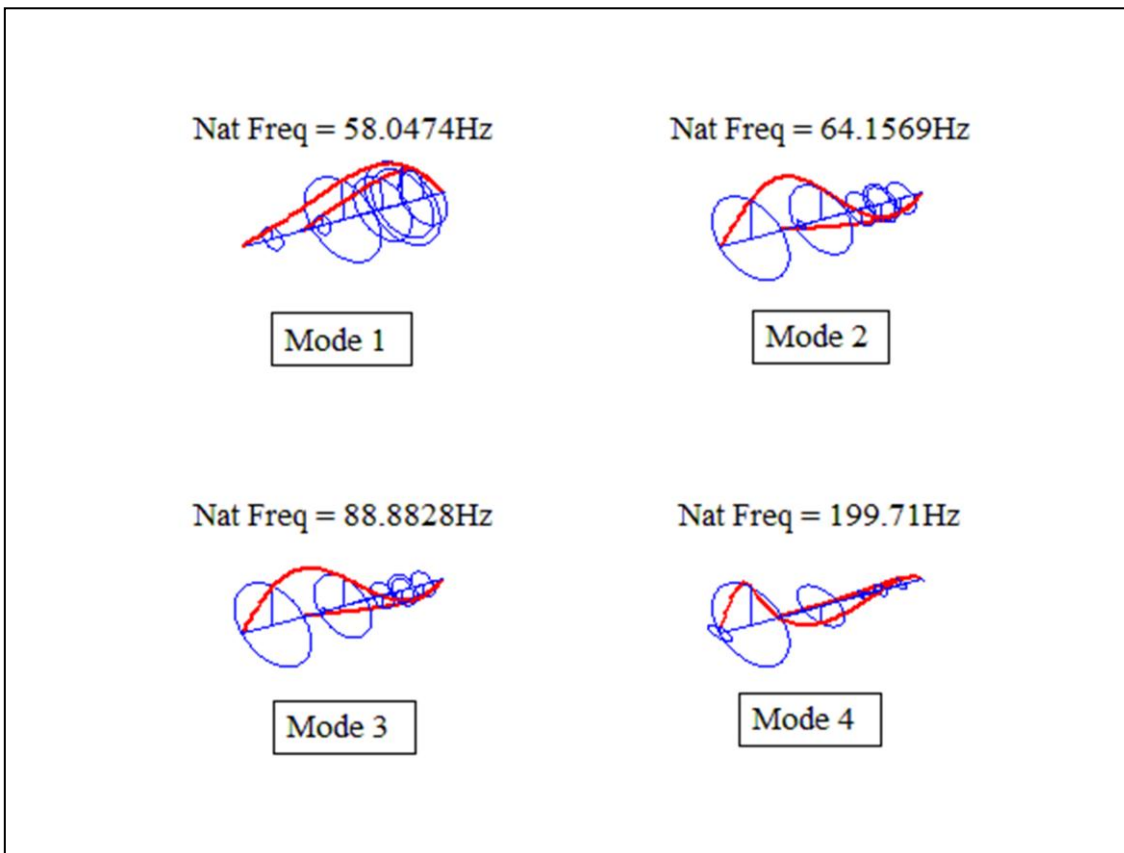 Nat Freq = 58.0474Hz
Nat Freq = 64.1569Hz
Mode 1
Mode 2
Nat Freq = 88.8828Hz
Nat Freq = 199.71Hz
Mode 3
Mode 4